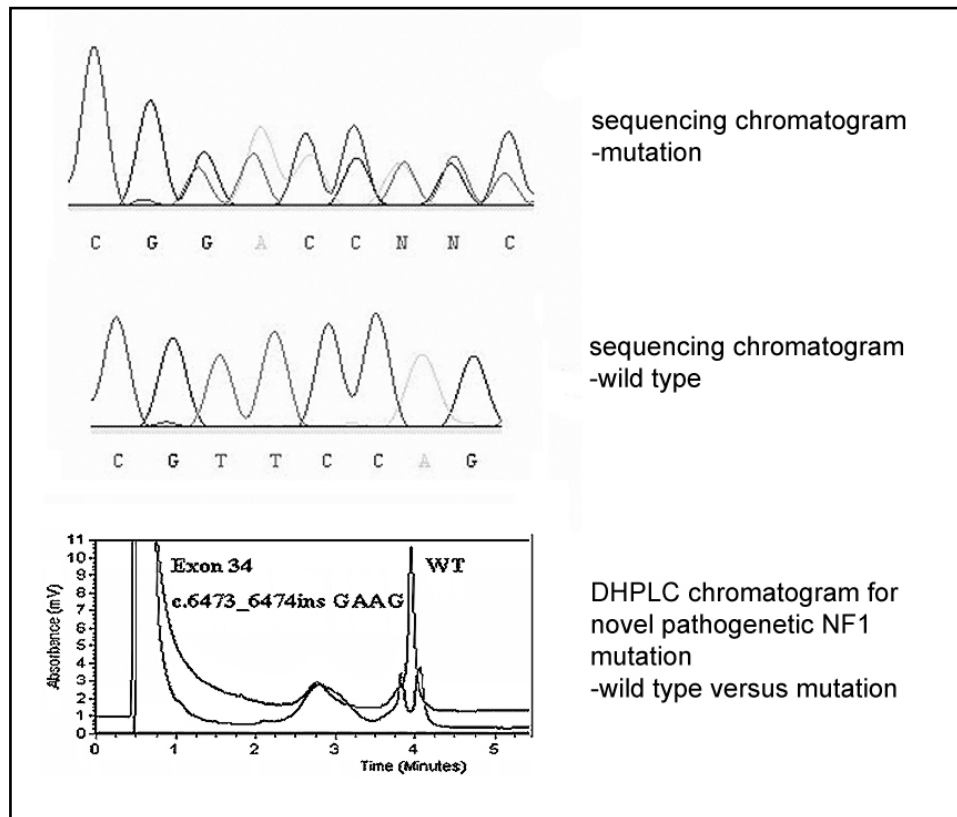 sequencing chromatogram
-mutation
C G G A C C N N C
sequencing chromatogram
-wild type
C G T T C C A G
11
10
9
8
7
6
5
4
3
2
1
0
Absorbance (mV)
Exon 34
c.6473_6474ins GAAG
WT
0 1 2 3 4 5
Time (Minutes)
DHPLC chromatogram for
novel pathogenetic NF1
mutation
-wild type versus mutation